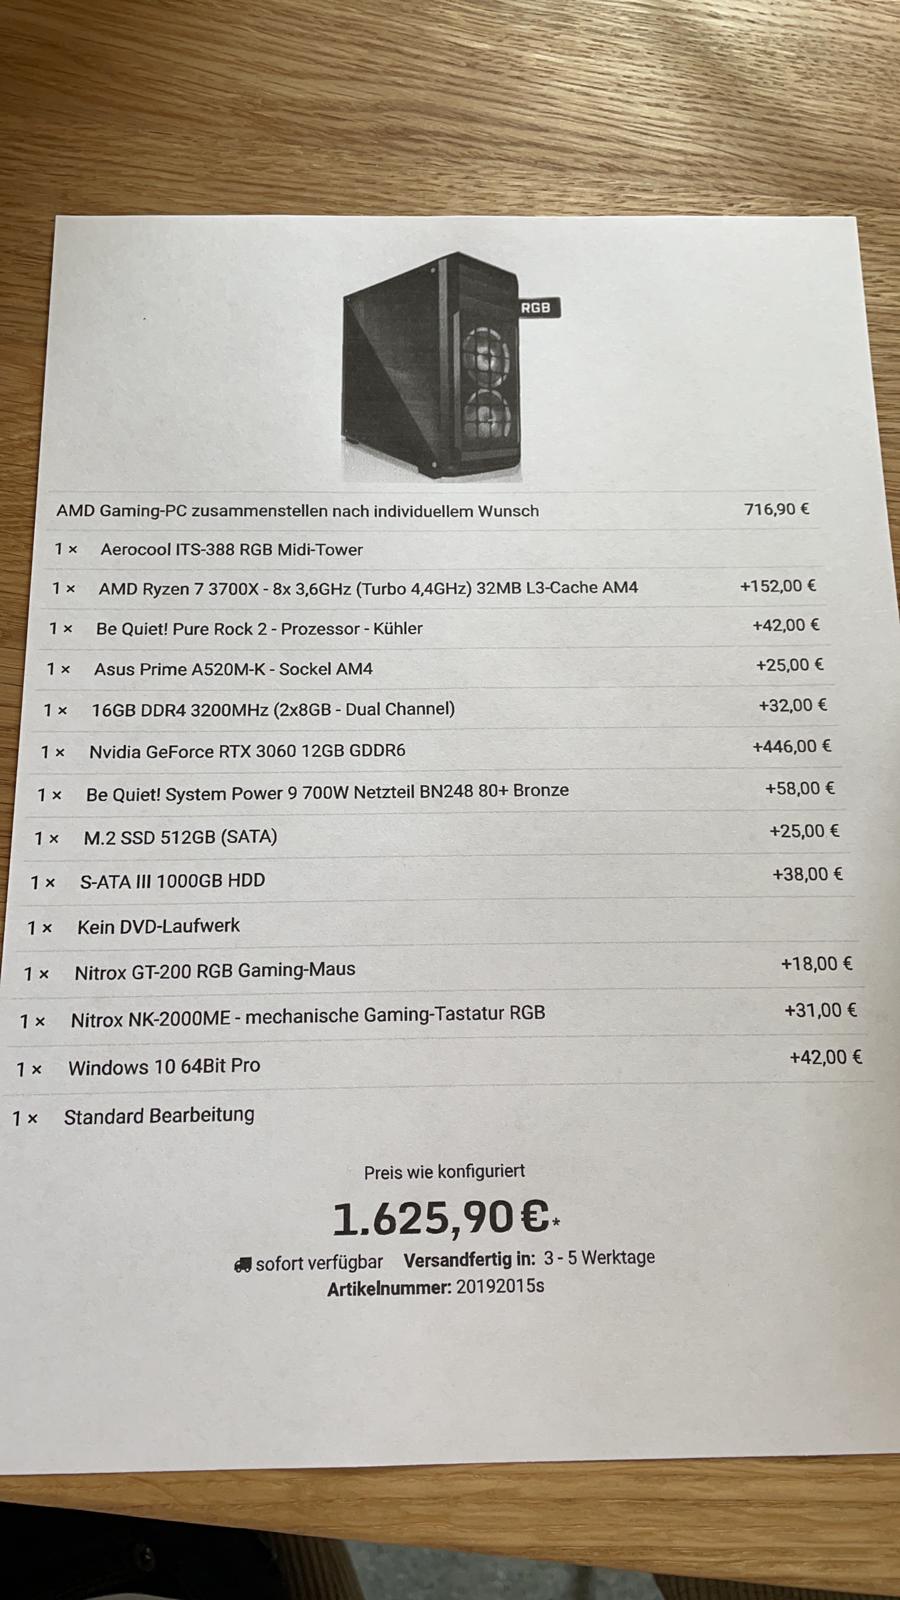 RGB
AMD Gaming-PC zusammenstellen nach individuellem Wunsch 716,90 €
1 × Aerocool ITS-388 RGB Midi-Tower
1 × AMD Ryzen 7 3700X - 8x 3,6GHz (Turbo 4,4GHz) 32MB L3-Cache AM4 +152,00 €
1 × Be Quiet! Pure Rock 2 - Prozessor - Kühler +42,00 €
1 × Asus Prime A520M-K - Sockel AM4 +25,00 €
1 × 16GB DDR4 3200MHz (2x8GB - Dual Channel) +32,00 €
1 × Nvidia GeForce RTX 3060 12GB GDDR6 +446,00 €
1 × Be Quiet! System Power 9 700W Netzteil BN248 80+ Bronze +58,00 €
1 × M.2 SSD 512GB (SATA) +25,00 €
1 × S-ATA III 1000GB HDD +38,00 €
1 × Kein DVD-Laufwerk
1 × Nitrox GT-200 RGB Gaming-Maus +18,00 €
1 × Nitrox NK-2000ME - mechanische Gaming-Tastatur RGB +31,00 €
1 × Windows 10 64Bit Pro +42,00 €
1 × Standard Bearbeitung
Preis wie konfiguriert
1.625,90 €*
sofort verfügbar Versandfertig in: 3 - 5 Werktage
Artikelnummer: 20192015s